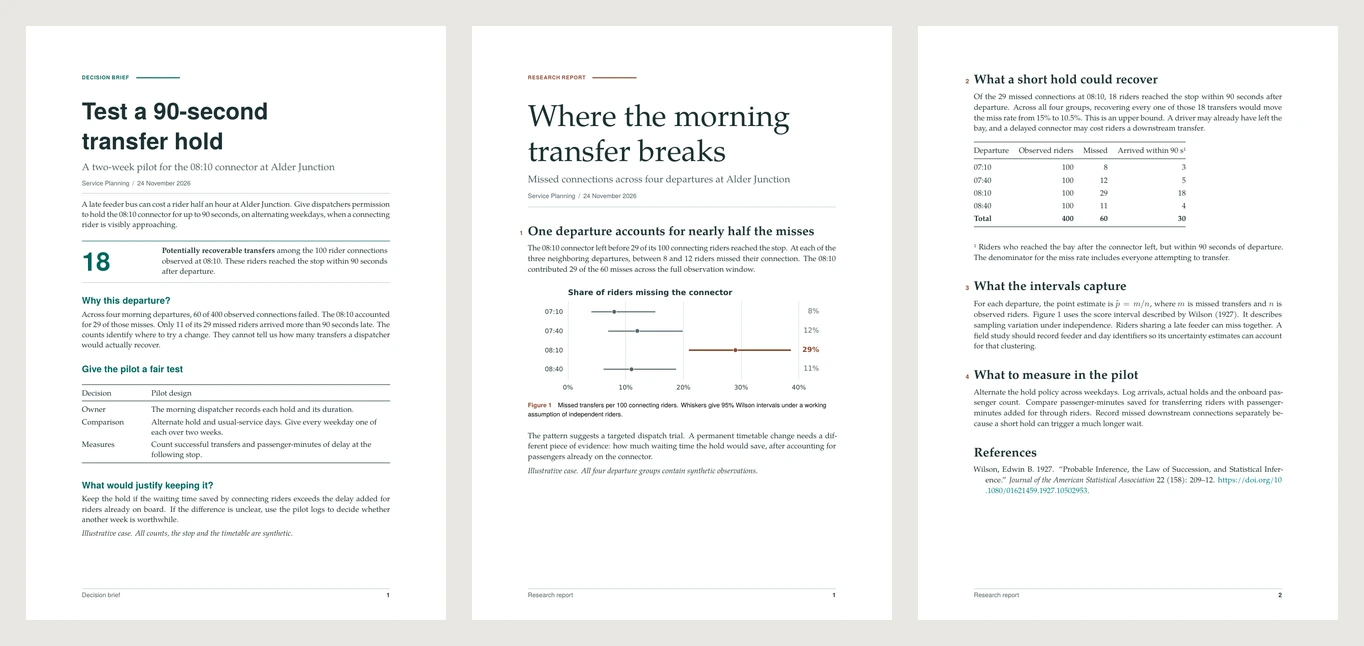 DECISION BRIEF
Test a 90-second
transfer hold
A two-week pilot for the 08:10 connector at Alder Junction
Service Planning / 24 November 2026
A late feeder bus can cost a rider half an hour at Alder Junction. Give dispatchers permission
to hold the 08:10 connector for up to 90 seconds, on alternating weekdays, when a connecting
rider is visibly approaching.
18
Potentially recoverable transfers among the 100 rider connections
observed at 08:10. These riders reached the stop within 90 seconds
after departure.
Why this departure?
Across four morning departures, 60 of 400 observed connections failed. The 08:10 accounted
for 29 of those misses. Only 11 of its 29 missed riders arrived more than 90 seconds late. The
counts identify where to try a change. They cannot tell us how many transfers a dispatcher
would actually recover.
Give the pilot a fair test
Decision Pilot design
Owner The morning dispatcher records each hold and its duration.
Comparison Alternate hold and usual-service days. Give every weekday one of
each over two weeks.
Measures Count successful transfers and passenger-minutes of delay at the
following stop.
What would justify keeping it?
Keep the hold if the waiting time saved by connecting riders exceeds the delay added for
riders already on board. If the difference is unclear, use the pilot logs to decide whether
another week is worthwhile.
Illustrative case. All counts, the stop and the timetable are synthetic.
Decision brief 1
RESEARCH REPORT
Where the morning
transfer breaks
Missed connections across four departures at Alder Junction
Service Planning / 24 November 2026
1 One departure accounts for nearly half the misses
The 08:10 connector left before 29 of its 100 connecting riders reached the stop. At each of the
three neighboring departures, between 8 and 12 riders missed their connection. The 08:10
contributed 29 of the 60 misses across the full observation window.
Share of riders missing the connector
07:10 8%
07:40 12%
08:10 29%
08:40 11%
0% 10% 20% 30% 40%
Figure 1 Missed transfers per 100 connecting riders. Whiskers give 95% Wilson intervals under a working
assumption of independent riders.
The pattern suggests a targeted dispatch trial. A permanent timetable change needs a dif-
ferent piece of evidence: how much waiting time the hold would save, after accounting for
passengers already on the connector.
Illustrative case. All four departure groups contain synthetic observations.
Research report 1
2 What a short hold could recover
Of the 29 missed connections at 08:10, 18 riders reached the stop within 90 seconds after
departure. Across all four groups, recovering every one of those 18 transfers would move
the miss rate from 15% to 10.5%. This is an upper bound. A driver may already have left the
bay, and a delayed connector may cost riders a downstream transfer.
Departure Observed riders Missed Arrived within 90 s¹
07:10 100 8 3
07:40 100 12 5
08:10 100 29 18
08:40 100 11 4
Total 400 60 30
¹ Riders who reached the bay after the connector left, but within 90 seconds of departure.
The denominator for the miss rate includes everyone attempting to transfer.
3 What the intervals capture
For each departure, the point estimate is p̂ = m/n, where m is missed transfers and n is
observed riders. Figure 1 uses the score interval described by Wilson (1927). It describes
sampling variation under independence. Riders sharing a late feeder can miss together. A
field study should record feeder and day identifiers so its uncertainty estimates can account
for that clustering.
4 What to measure in the pilot
Alternate the hold policy across weekdays. Log arrivals, actual holds and the onboard pas-
senger count. Compare passenger-minutes saved for transferring riders with passenger-
minutes added for through riders. Record missed downstream connections separately be-
cause a short hold can trigger a much longer wait.
References
Wilson, Edwin B. 1927. “Probable Inference, the Law of Succession, and Statistical Infer-
ence.” Journal of the American Statistical Association 22 (158): 209–12. https://doi.org/10
.1080/01621459.1927.10502953.
Research report 2